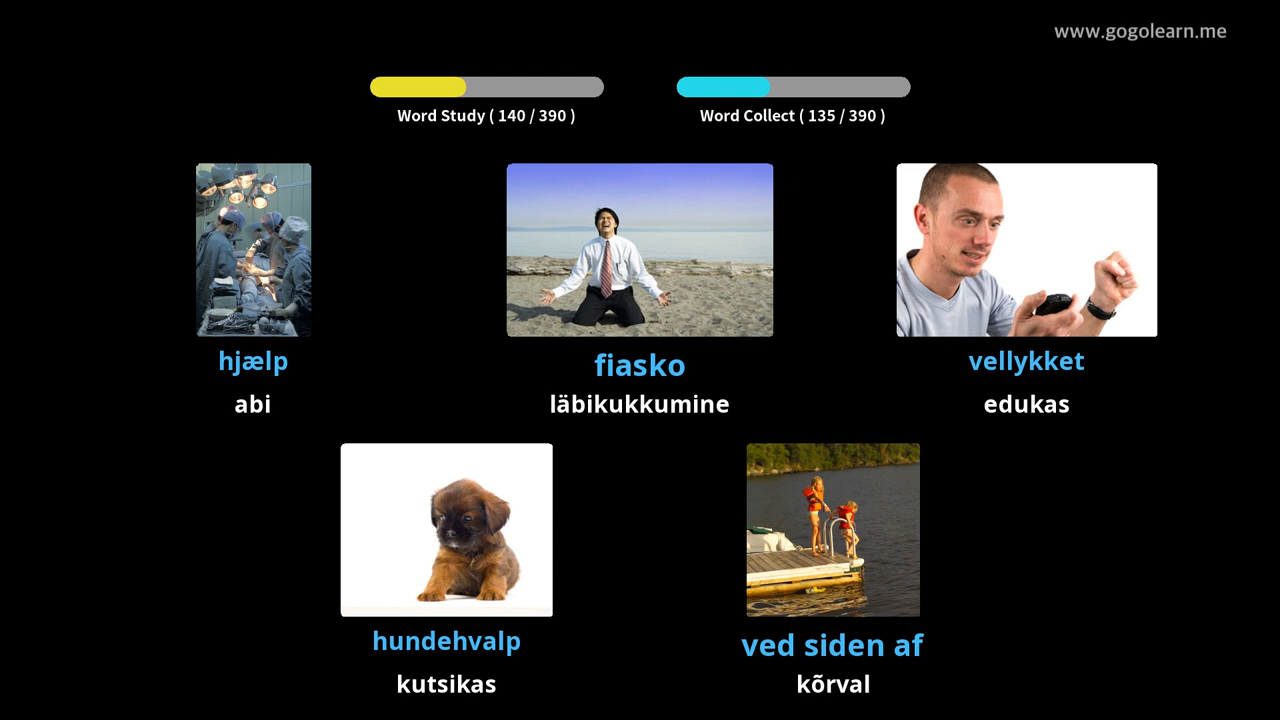 www.gogolearn.me
Word Study ( 140 / 390 )
Word Collect ( 135 / 390 )
hjælp
abi
fiasko
läbikukkumine
vellykket
edukas
hundehvalp
kutsikas
ved siden af
kõrval